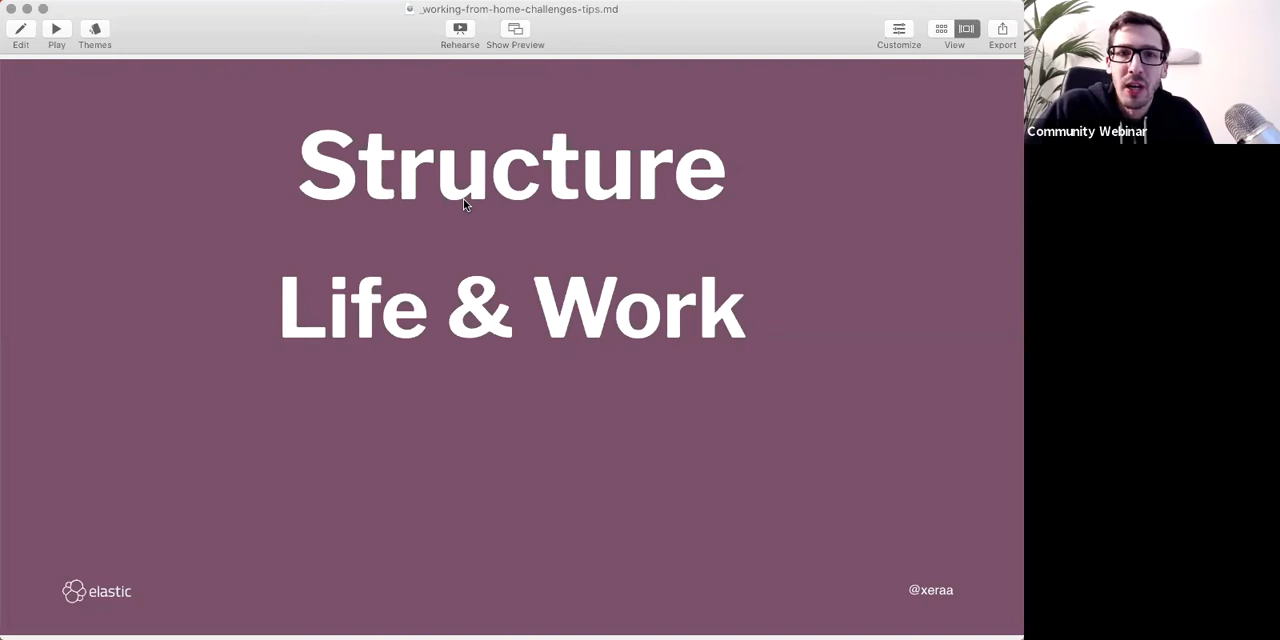 _working-from-home-challenges-tips.md
Edit
Play
Themes
Rehearse
Show Preview
Customize
View
Export
Structure
Life & Work
elastic
@xeraa
Community Webinar